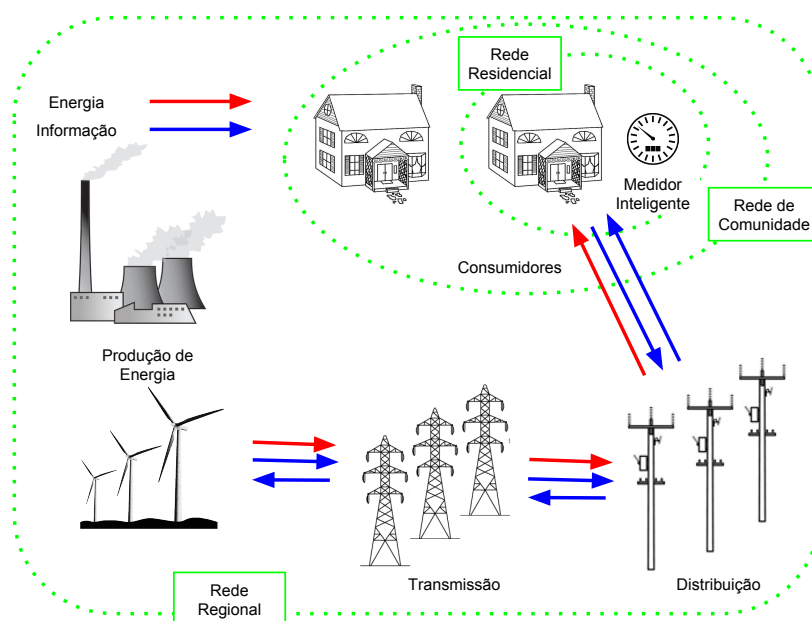 Rede
Residencial
Energia
Informação
Medidor
Inteligente
Rede de
Comunidade
Consumidores
Produção de
Energia
Transmissão
Distribuição
Rede
Regional